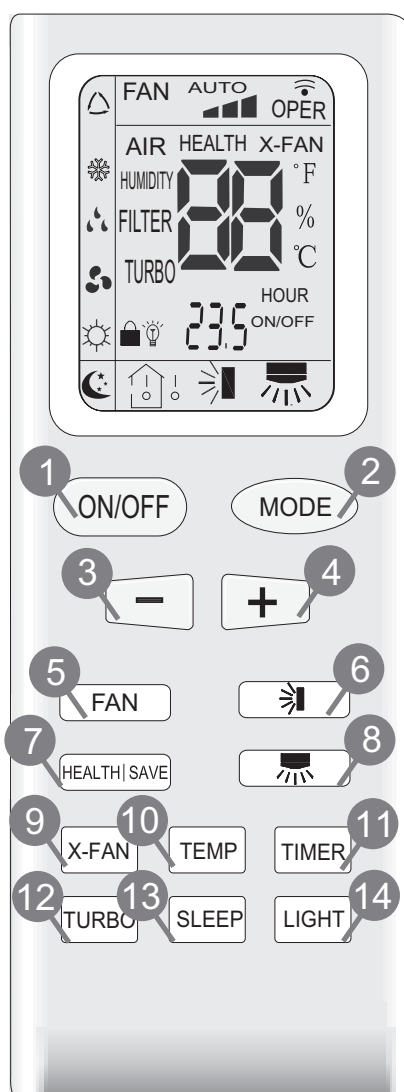 FAN AUTO OPER
AIR HEALTH X-FAN
HUMIDITY 88 °F
FILTER %
TURBO °C
HOUR
23.5 ON/OFF
1 2
ON/OFF MODE
3 4
− +
5 6
FAN
7 8
HEALTH | SAVE
9 10 11
X-FAN TEMP TIMER
12 13 14
TURBO SLEEP LIGHT